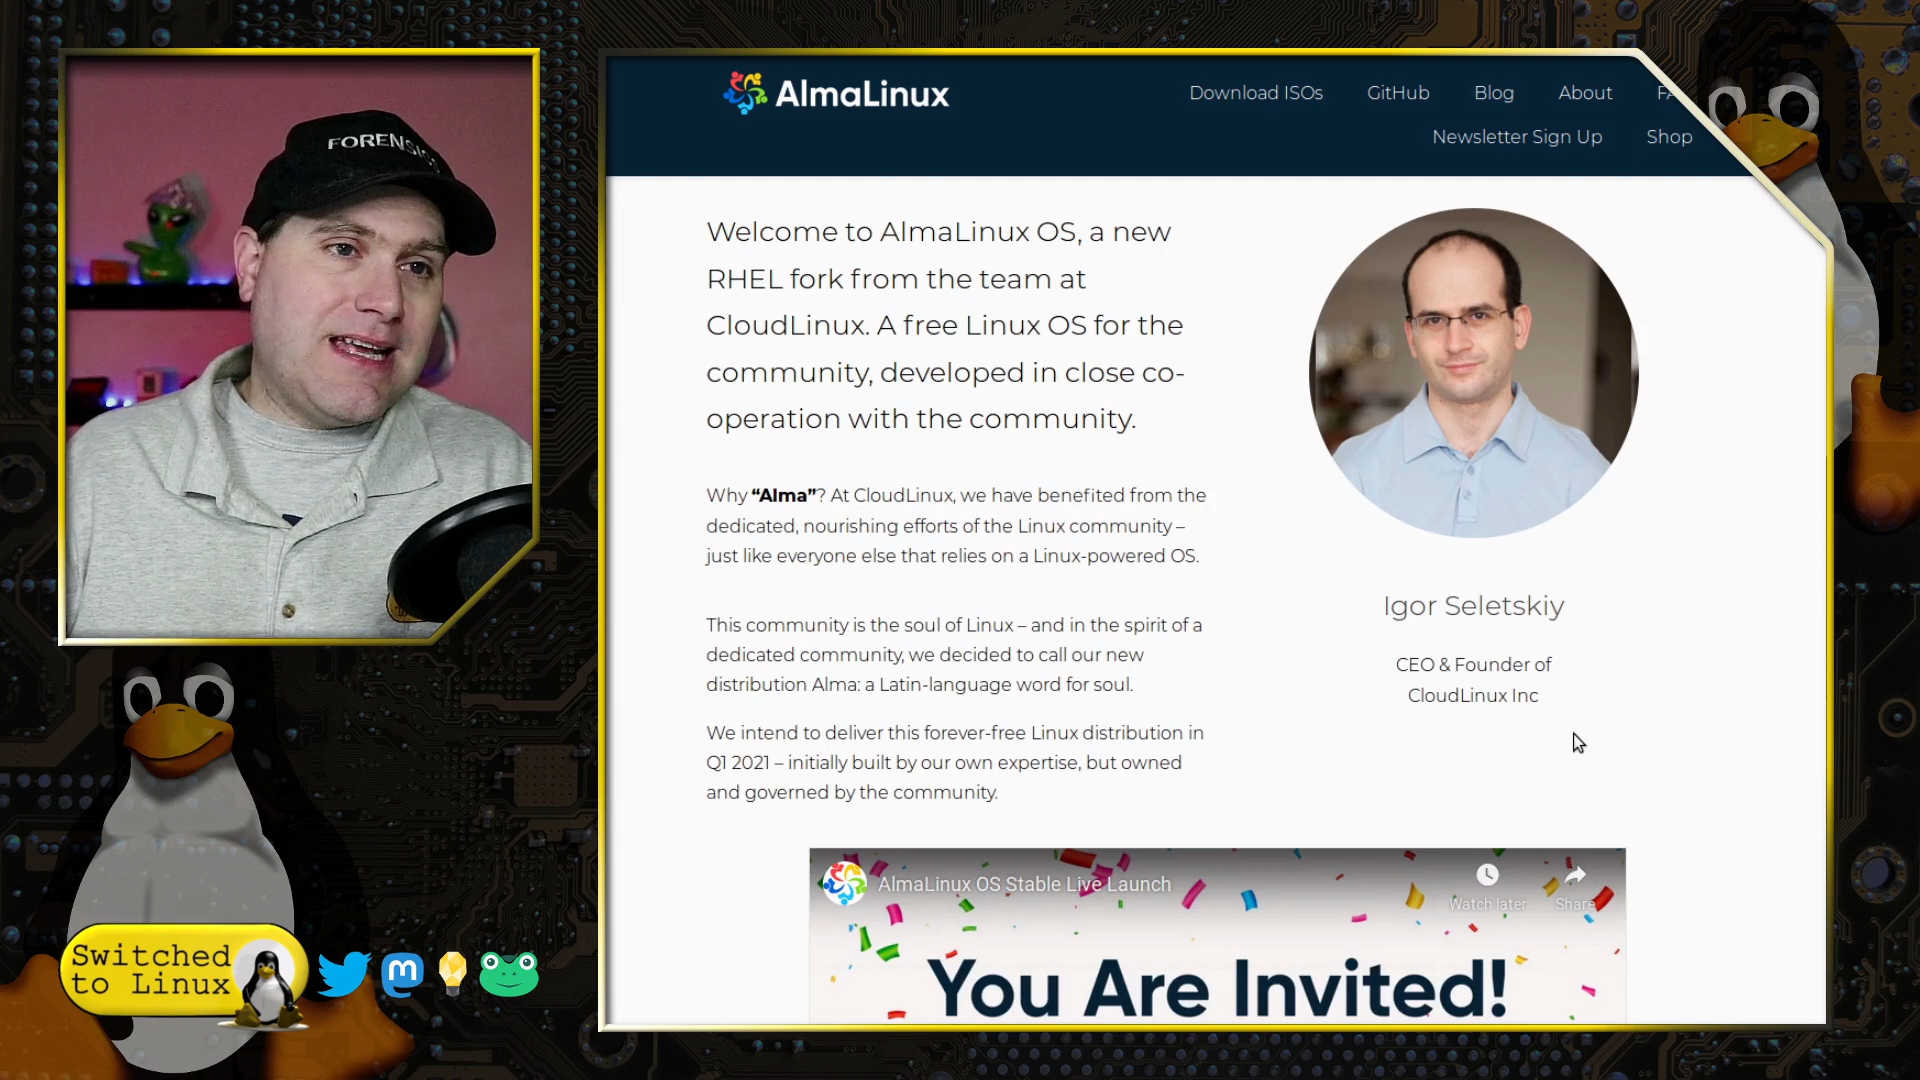 FORENSIC
AlmaLinux
Download ISOs
GitHub
Blog
About
Newsletter Sign Up
Shop
Welcome to AlmaLinux OS, a new
RHEL fork from the team at
CloudLinux. A free Linux OS for the
community, developed in close co-
operation with the community.
Why “Alma”? At CloudLinux, we have benefited from the
dedicated, nourishing efforts of the Linux community –
just like everyone else that relies on a Linux-powered OS.
This community is the soul of Linux – and in the spirit of a
dedicated community, we decided to call our new
distribution Alma: a Latin-language word for soul.
We intend to deliver this forever-free Linux distribution in
Q1 2021 – initially built by our own expertise, but owned
and governed by the community.
Igor Seletskiy
CEO & Founder of
CloudLinux Inc
AlmaLinux OS Stable Live Launch
Watch later
Share
You Are Invited!
Switched
to Linux
m